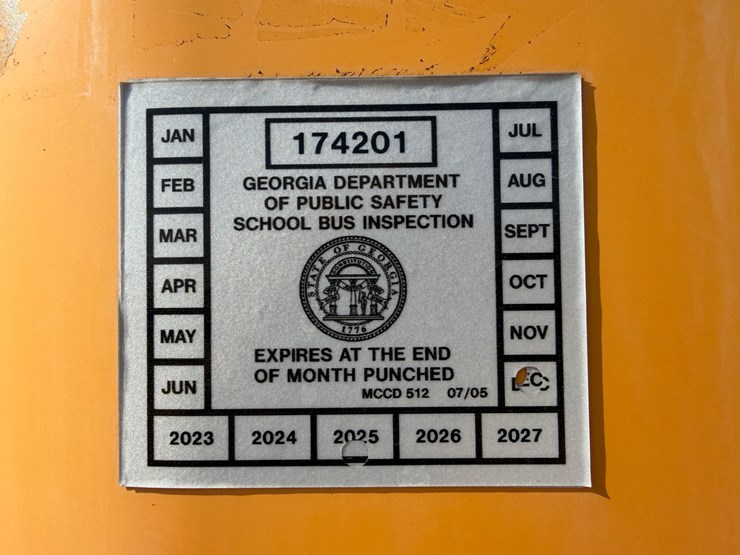 174201
GEORGIA DEPARTMENT
OF PUBLIC SAFETY
SCHOOL BUS INSPECTION
STATE OF GEORGIA
CONSTITUTION
1776
EXPIRES AT THE END
OF MONTH PUNCHED
MCCD 512 07/05
JAN
FEB
MAR
APR
MAY
JUN
JUL
AUG
SEPT
OCT
NOV
DEC
2023 2024 2025 2026 2027